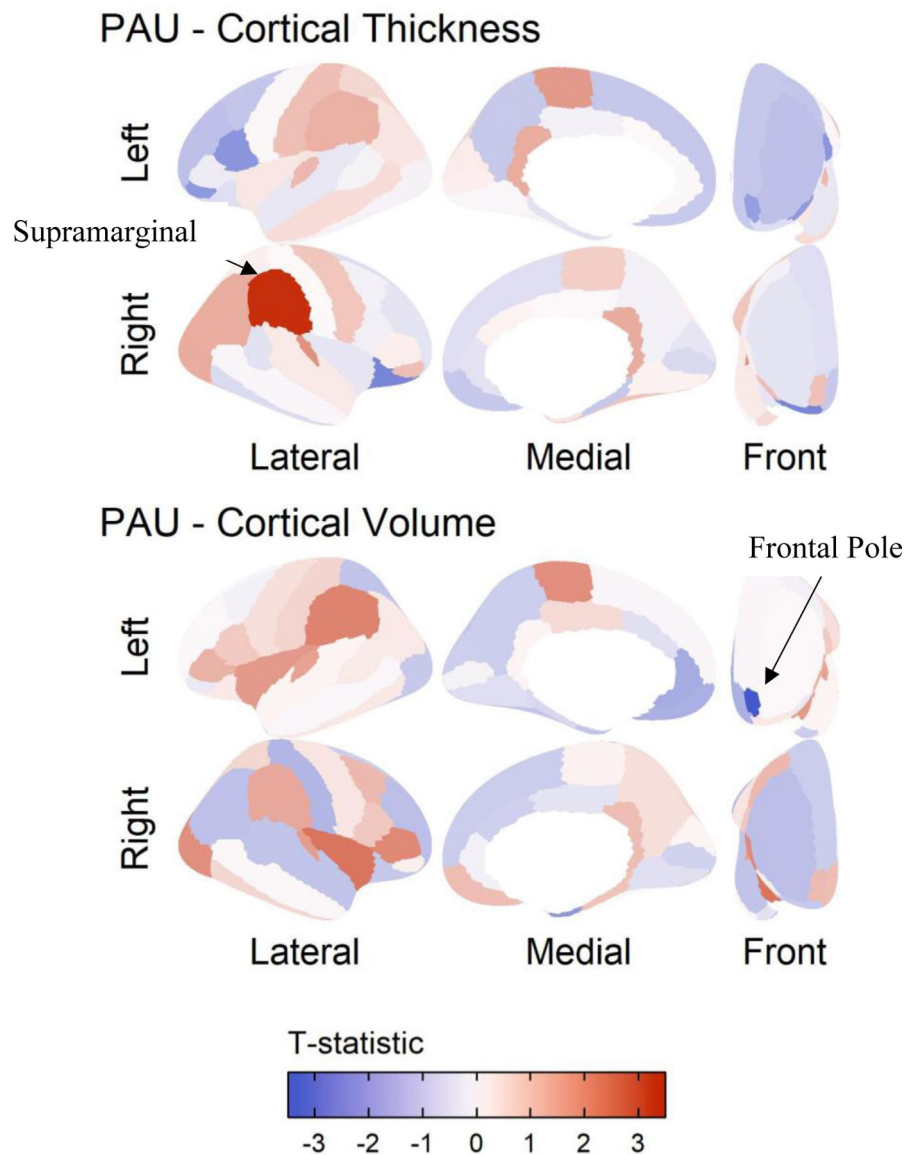 PAU - Cortical Thickness
Left
Supramarginal
Right
Lateral Medial Front
PAU - Cortical Volume
Frontal Pole
Left
Right
Lateral Medial Front
T-statistic
-3 -2 -1 0 1 2 3